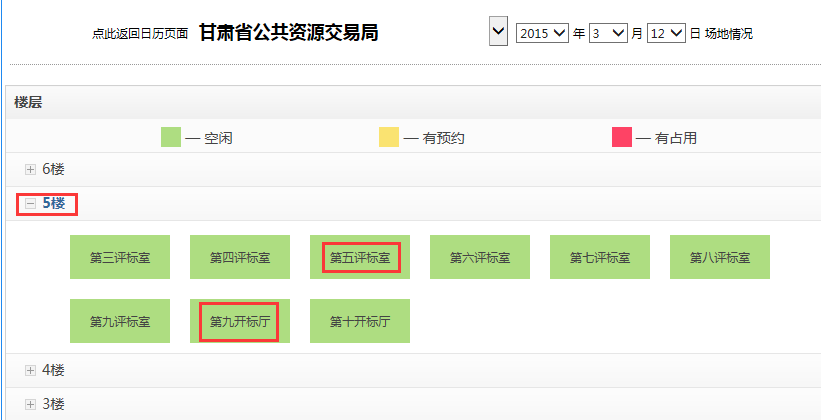 点此返回日历页面 甘肃省公共资源交易局 2015 年 3 月 12 日 场地情况
楼层
— 空闲 — 有预约 — 有占用
6楼
5楼
第三评标室 第四评标室 第五评标室 第六评标室 第七评标室 第八评标室
第九评标室 第九开标厅 第十开标厅
4楼
3楼